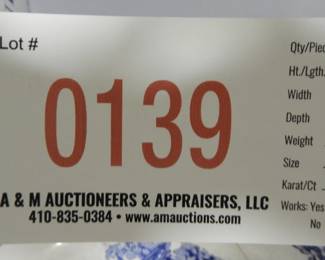 Lot #
0139
A & M AUCTIONEERS & APPRAISERS, LLC
410-835-0384 • www.amauctions.com
Qty/Pie
Ht./Lgth.
Width
Depth
Weight
Size
Karat/Ct
Works: Yes
No